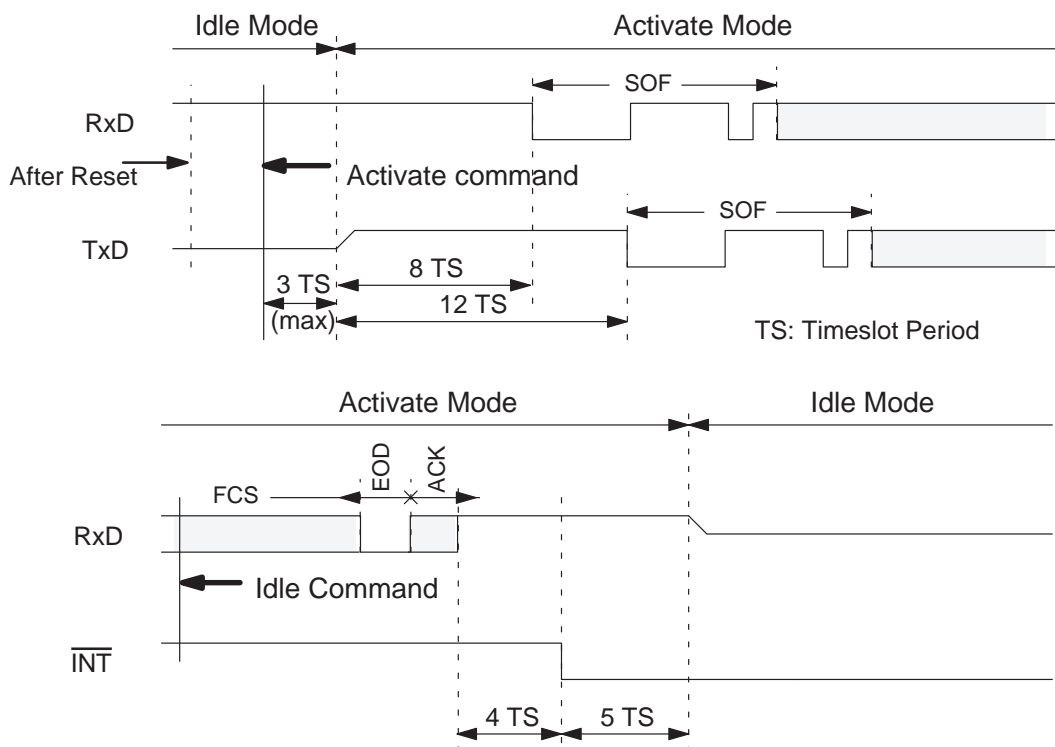 Idle Mode
Activate Mode
SOF
RxD
After Reset
Activate command
SOF
TxD
8 TS
3 TS
(max)
12 TS
TS: Timeslot Period
Activate Mode
Idle Mode
EOD
ACK
FCS
RxD
Idle Command
INT
4 TS
5 TS